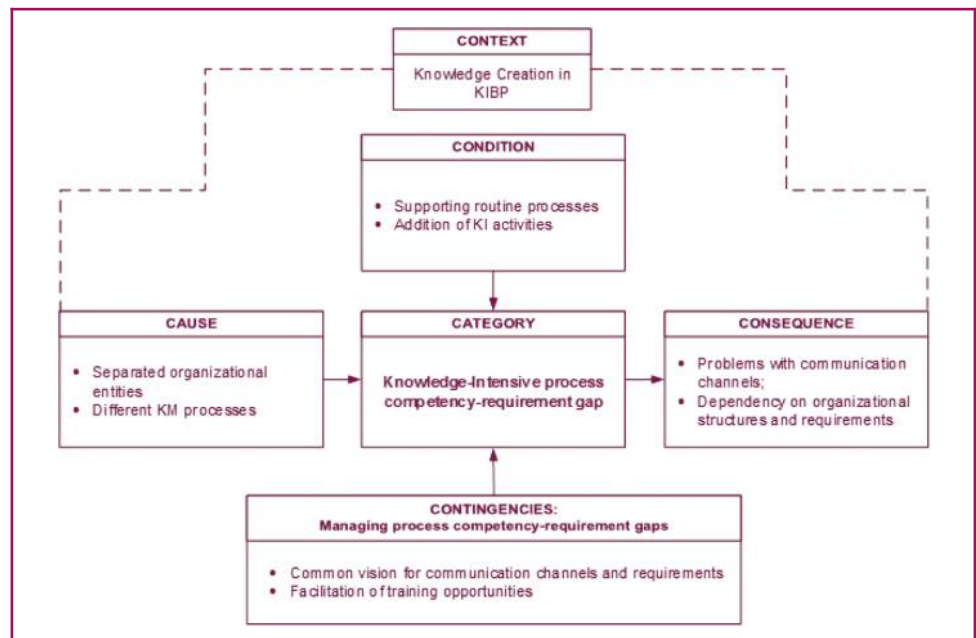 CONTEXT
Knowledge Creation in
KIBP
CONDITION
• Supporting routine processes
• Addition of KI activities
CAUSE
• Separated organizational
entities
• Different KM processes
CATEGORY
Knowledge-Intensive process
competency-requirement gap
CONSEQUENCE
• Problems with communication
channels;
• Dependency on organizational
structures and requirements
CONTINGENCIES:
Managing process competency-requirement gaps
• Common vision for communication channels and requirements
• Facilitation of training opportunities